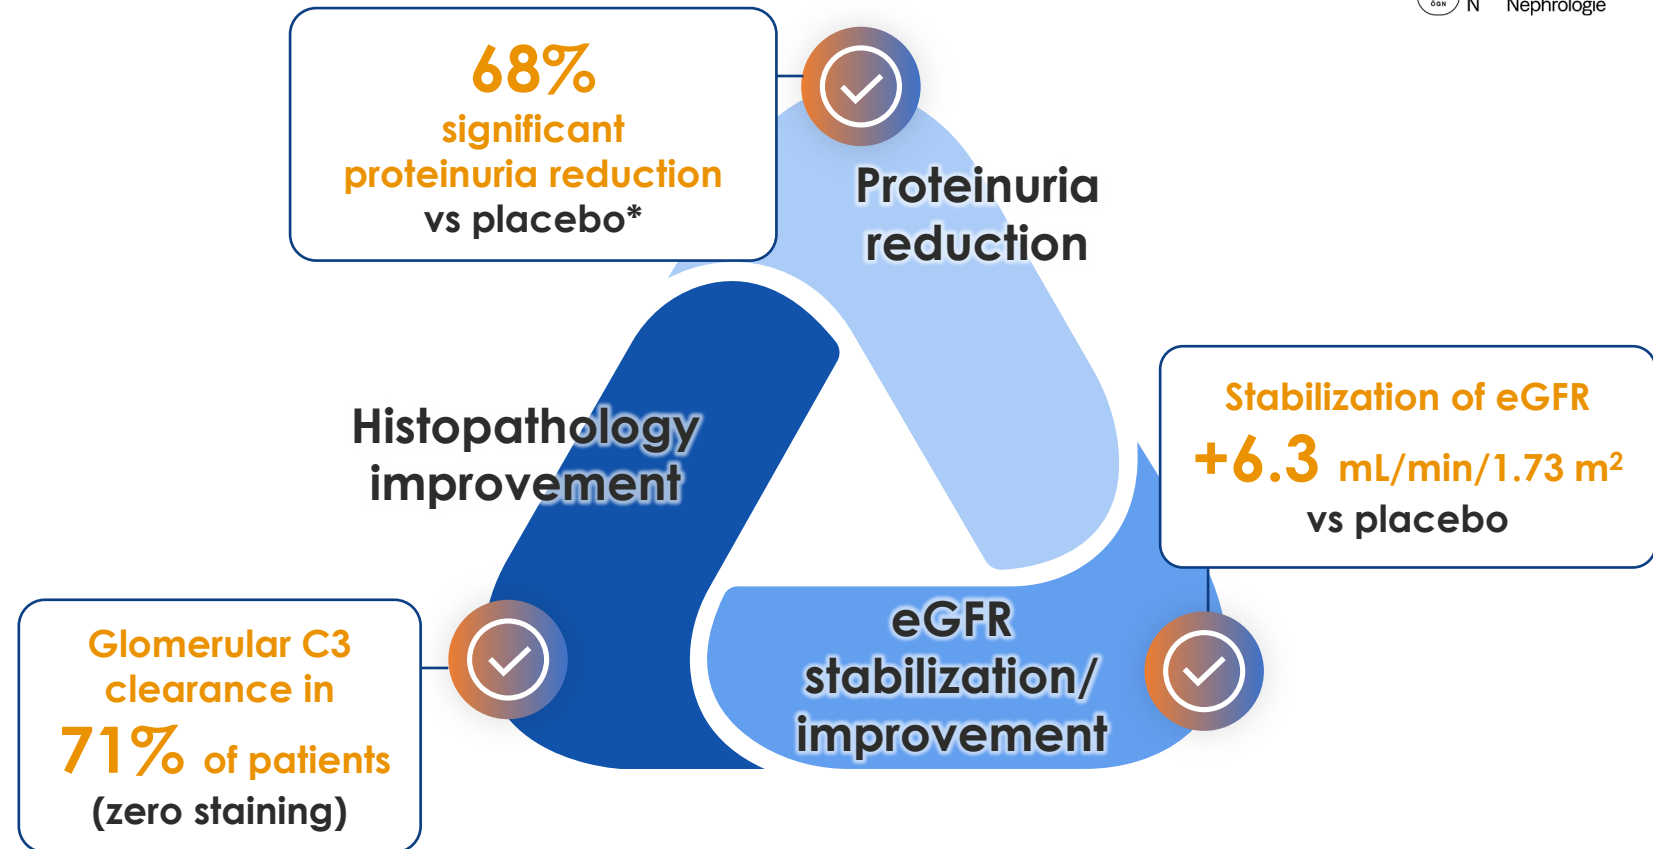 ÖGN
N Nephrologie
68%
significant
proteinuria reduction
vs placebo*
Proteinuria
reduction
Histopathology
improvement
Stabilization of eGFR
+6.3 mL/min/1.73 m²
vs placebo
Glomerular C3
clearance in
71% of patients
(zero staining)
eGFR
stabilization/
improvement